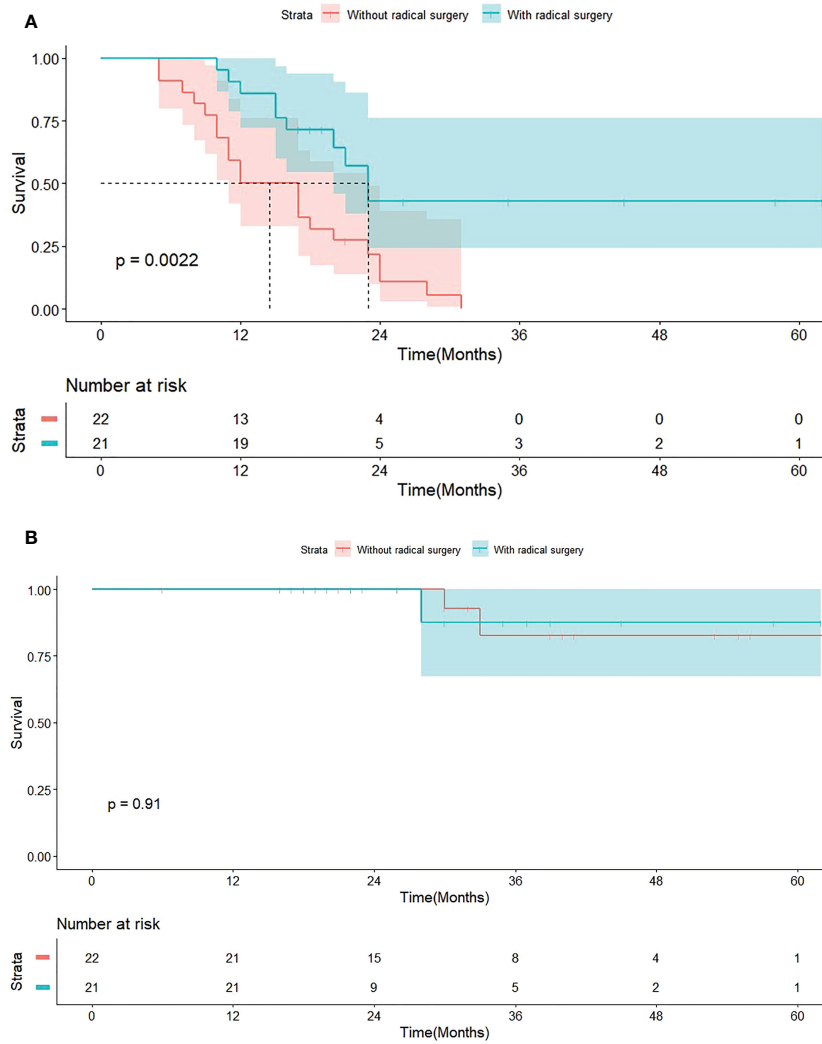 A
Strata Without radical surgery With radical surgery
1.00
0.75
0.50
0.25
0.00
Survival
p = 0.0022
0 12 24 36 48 60
Time(Months)
Number at risk
Strata
22 13 4 0 0 0
21 19 5 3 2 1
0 12 24 36 48 60
Time(Months)
B
Strata Without radical surgery With radical surgery
1.00
0.75
0.50
0.25
0.00
Survival
p = 0.91
0 12 24 36 48 60
Time(Months)
Number at risk
Strata
22 21 15 8 4 1
21 21 9 5 2 1
0 12 24 36 48 60
Time(Months)